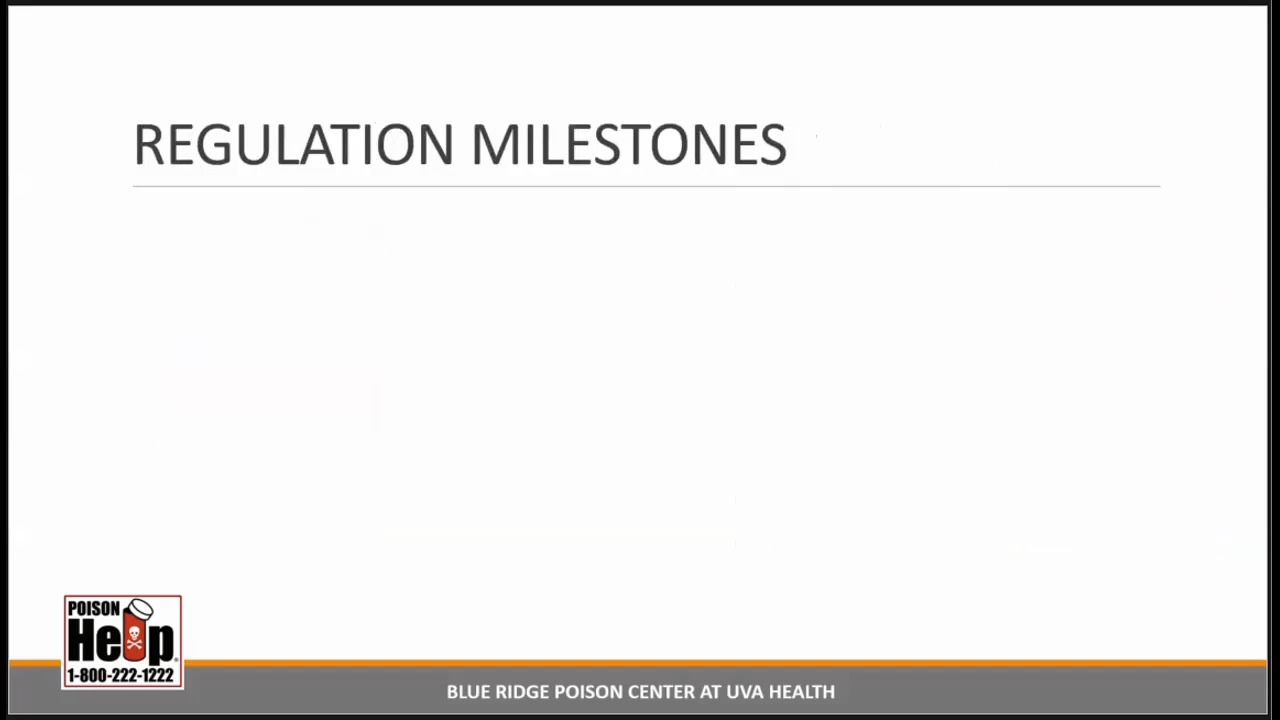 REGULATION MILESTONES
POISON
Help
1-800-222-1222
BLUE RIDGE POISON CENTER AT UVA HEALTH